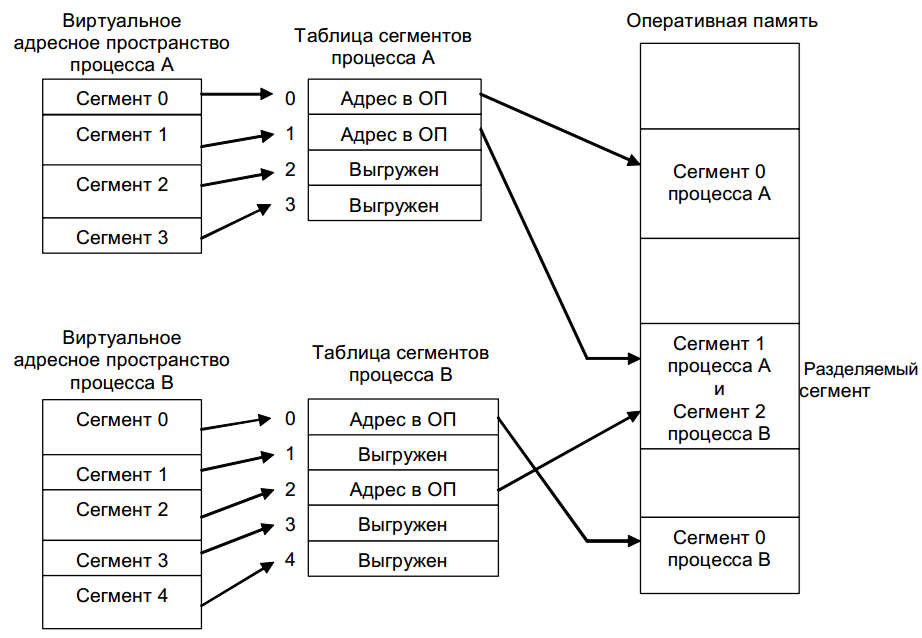 Виртуальное
адресное пространство
процесса А
Сегмент 0
Сегмент 1
Сегмент 2
Сегмент 3
Таблица сегментов
процесса А
0
Адрес в ОП
1
Адрес в ОП
2
Выгружен
3
Выгружен
Оперативная память
Сегмент 0
процесса А
Сегмент 1
процесса А
и
Сегмент 2
процесса В
Разделяемый
сегмент
Сегмент 0
процесса В
Виртуальное
адресное пространство
процесса В
Сегмент 0
Сегмент 1
Сегмент 2
Сегмент 3
Сегмент 4
Таблица сегментов
процесса В
0
Адрес в ОП
1
Выгружен
2
Адрес в ОП
3
Выгружен
4
Выгружен